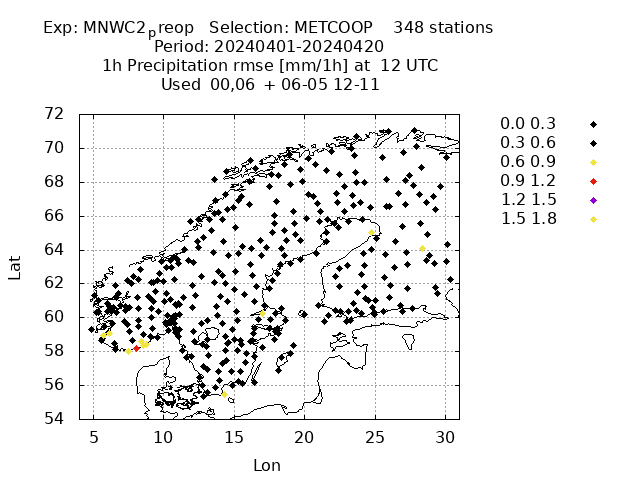 Exp: MNWC2preop Selection: METCOOP 348 stations
Period: 20240401-20240420
1h Precipitation rmse [mm/1h] at 12 UTC
Used 00,06 + 06-05 12-11
72
70
68
66
64
62
60
58
56
54
5 10 15 20 25 30
Lat
Lon
0.0 0.3
0.3 0.6
0.6 0.9
0.9 1.2
1.2 1.5
1.5 1.8